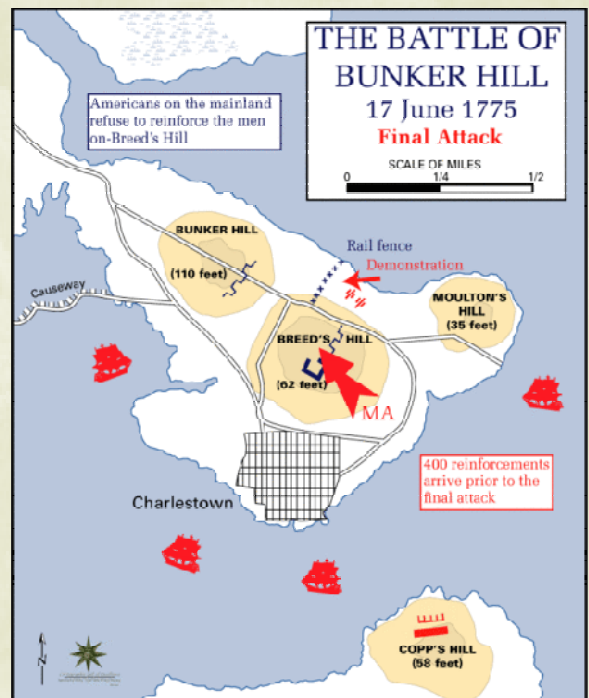 THE BATTLE OF
BUNKER HILL
17 June 1775
Final Attack
SCALE OF MILES
0 1/4 1/2
Americans on the mainland
refuse to reinforce the men
on-Breed's Hill
BUNKER HILL
(110 feet)
Rail fence
Demonstration
Causeway
MOULTON'S
HILL
(35 feet)
BREED'S HILL
(62 feet)
MA
400 reinforcements
arrive prior to the
final attack
Charlestown
N
COPP'S HILL
(58 feet)